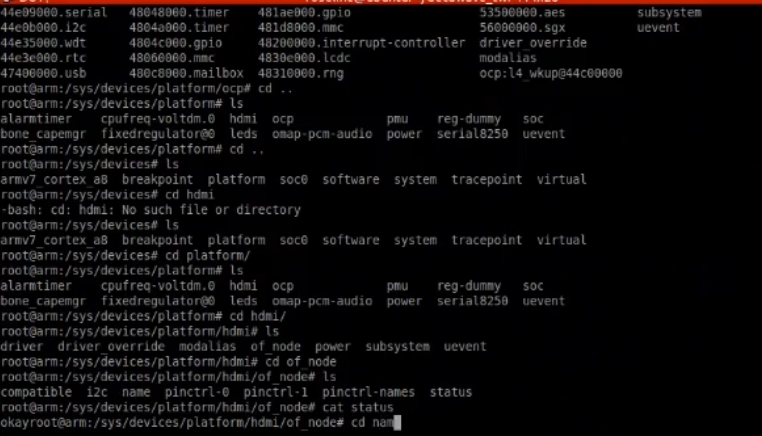 44e09000.serial 48048000.timer 481ae000.gpio 53500000.aes subsystem
44e0b000.i2c 4804a000.timer 481d8000.mmc 56000000.sgx uevent
44e35000.wdt 4804c000.gpio 48200000.interrupt-controller driver_override
44e3e000.rtc 48060000.mmc 4830e000.lcdc modalias
47400000.usb 480c8000.mailbox 48310000.rng ocp:l4_wkup@44c00000
root@arm:/sys/devices/platform/ocp# cd ..
root@arm:/sys/devices/platform# ls
alarmtimer cpufreq-voltdm.0 hdmi ocp pmu reg-dummy soc
bone_capemgr fixedregulator@0 leds omap-pcm-audio power serial8250 uevent
root@arm:/sys/devices/platform# cd ..
root@arm:/sys/devices# ls
armv7_cortex_a8 breakpoint platform soc0 software system tracepoint virtual
root@arm:/sys/devices# cd hdmi
-bash: cd: hdmi: No such file or directory
root@arm:/sys/devices# ls
armv7_cortex_a8 breakpoint platform soc0 software system tracepoint virtual
root@arm:/sys/devices# cd platform/
root@arm:/sys/devices/platform# ls
alarmtimer cpufreq-voltdm.0 hdmi ocp pmu reg-dummy soc
bone_capemgr fixedregulator@0 leds omap-pcm-audio power serial8250 uevent
root@arm:/sys/devices/platform# cd hdmi/
root@arm:/sys/devices/platform/hdmi# ls
driver driver_override modalias of_node power subsystem uevent
root@arm:/sys/devices/platform/hdmi# cd of_node
root@arm:/sys/devices/platform/hdmi/of_node# ls
compatible i2c name pinctrl-0 pinctrl-1 pinctrl-names status
root@arm:/sys/devices/platform/hdmi/of_node# cat status
okayroot@arm:/sys/devices/platform/hdmi/of_node# cd nam